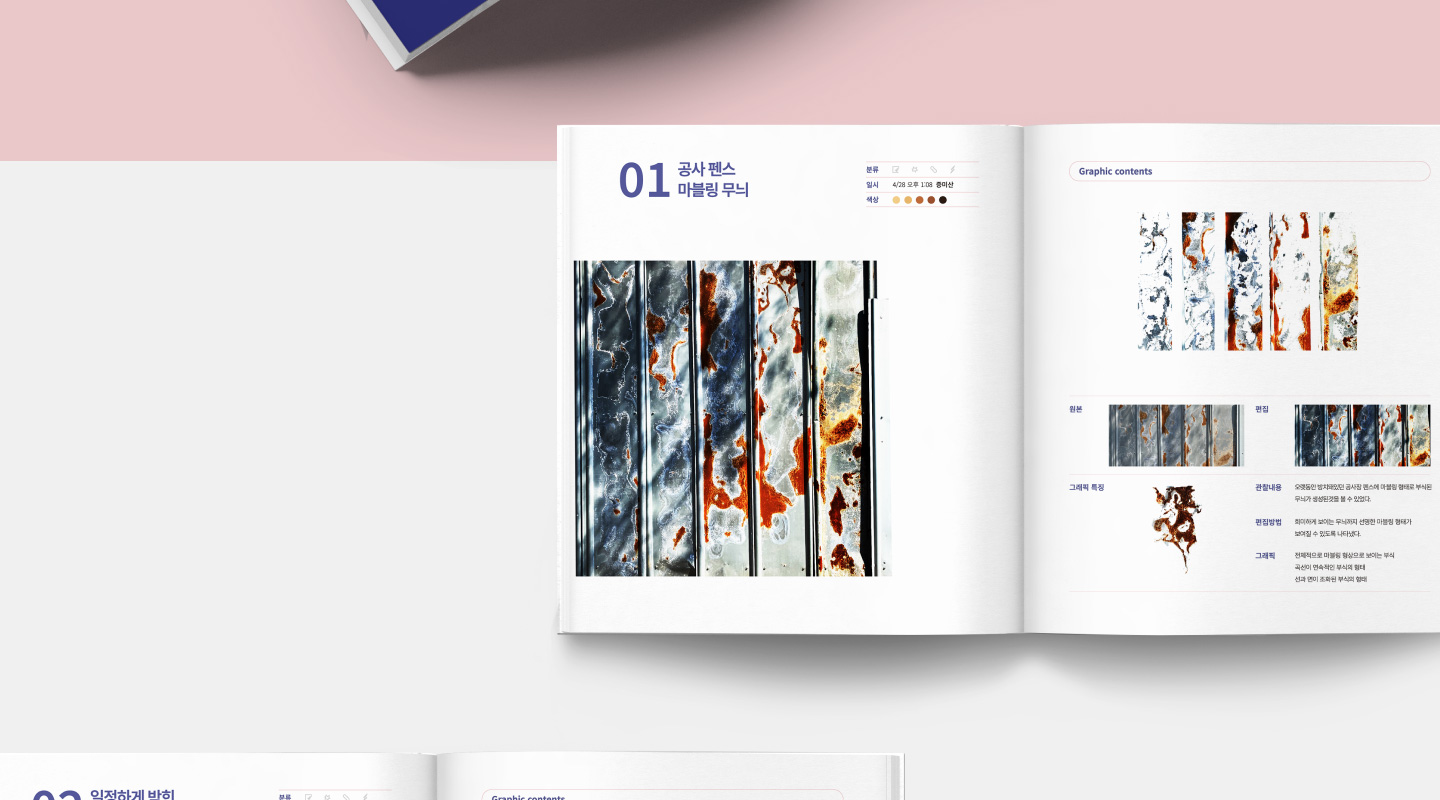 01
공사 펜스
마블링 무늬
분류
일시 4/28 오후 1:08 중미산
색상
Graphic contents
원본
편집
그래픽 특징
관찰내용 오랫동안 방치돼있던 공사장 펜스에 마블링 형태로 부식된
무늬가 생성된것을 볼 수 있었다.
편집방법 희미하게 보이는 무늬까지 선명한 마블링 형태가
보여질 수 있도록 나타냈다.
그래픽 전체적으로 마블링 형상으로 보이는 부식
곡선이 연속적인 부식의 형태
선과 면이 조화된 부식의 형태
02
일정하게 박힌
분류
Graphic contents